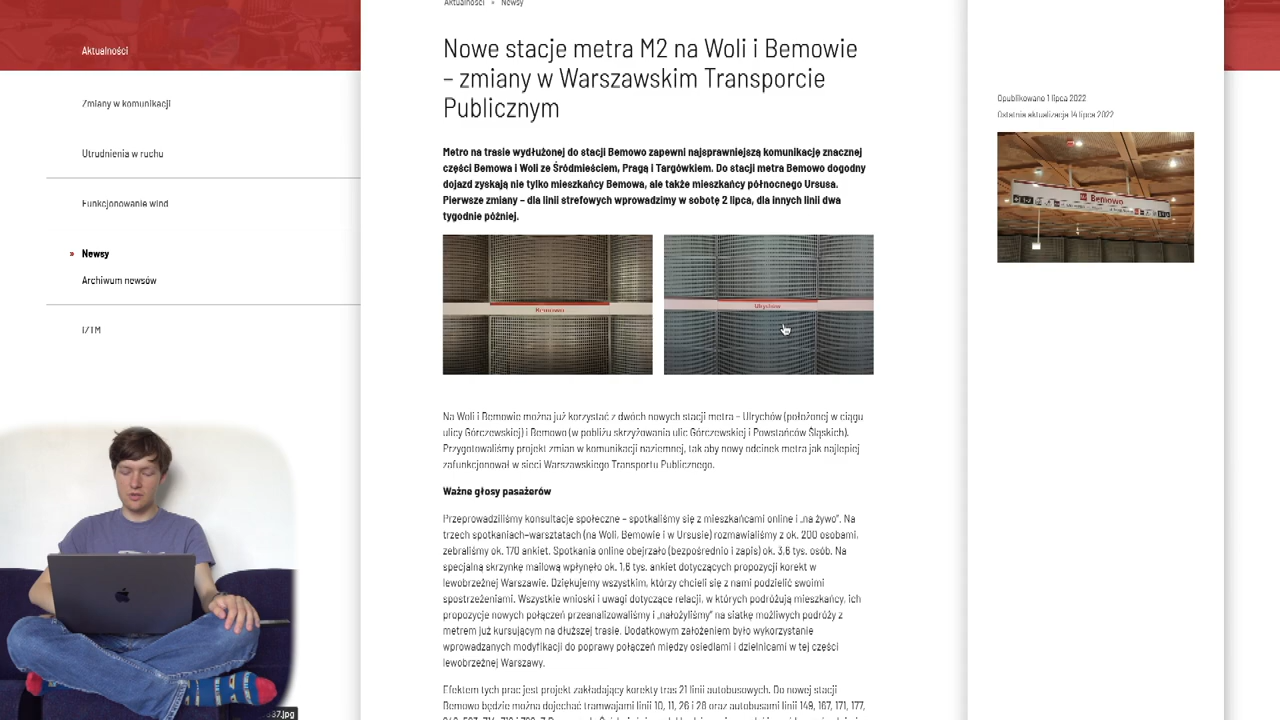 Aktualności » Newsy
Aktualności
Zmiany w komunikacji
Utrudnienia w ruchu
Funkcjonowanie wind
» Newsy
Archiwum newsów
Nowe stacje metra M2 na Woli i Bemowie
– zmiany w Warszawskim Transporcie
Publicznym
Metro na trasie wydłużonej do stacji Bemowo zapewni najsprawniejszą komunikację znacznej
części Bemowa i Woli ze Śródmieściem, Pragą i Targówkiem. Do stacji metra Bemowo dogodny
dojazd zyskają nie tylko mieszkańcy Bemowa, ale także mieszkańcy północnego Ursusa.
Pierwsze zmiany – dla linii strefowych wprowadzimy w sobotę 2 lipca, dla innych linii dwa
tygodnie później.
Bemowo
Ulrychów
Na Woli i Bemowie można już korzystać z dwóch nowych stacji metra – Ulrychów (położonej w ciągu
ulicy Górczewskiej) i Bemowo (w pobliżu skrzyżowania ulic Górczewskiej i Powstańców Śląskich).
Przygotowaliśmy projekt zmian w komunikacji naziemnej, tak aby nowy odcinek metra jak najlepiej
zafunkcjonował w sieci Warszawskiego Transportu Publicznego.
Ważne głosy pasażerów
Przeprowadziliśmy konsultacje społeczne – spotkaliśmy się z mieszkańcami online i „na żywo”. Na
trzech spotkaniach-warsztatach (na Woli, Bemowie i w Ursusie) rozmawialiśmy z ok. 200 osobami,
zebraliśmy ok. 170 ankiet. Spotkania online obejrzało (bezpośrednio i zapis) ok. 3,6 tys. osób. Na
specjalną skrzynkę mailową wpłynęło ok. 1,6 tys. ankiet dotyczących propozycji korekt w
lewobrzeżnej Warszawie. Dziękujemy wszystkim, którzy chcieli się z nami podzielić swoimi
spostrzeżeniami. Wszystkie wnioski i uwagi dotyczące relacji, w których podróżują mieszkańcy, ich
propozycje nowych połączeń przeanalizowaliśmy i „nałożyliśmy” na siatkę możliwych podróży z
metrem już kursującym na dłuższej trasie. Dodatkowym założeniem było wykorzystanie
wprowadzanych modyfikacji do poprawy połączeń między osiedlami i dzielnicami w tej części
lewobrzeżnej Warszawy.
Efektem tych prac jest projekt zakładający korekty tras 21 linii autobusowych. Do nowej stacji
Bemowo będzie można dojechać tramwajami linii 10, 11, 26 i 28 oraz autobusami linii 149, 167, 171, 177,
Opublikowano 1 lipca 2022
Ostatnia aktualizacja 14 lipca 2022
Bemowo
37.jpg